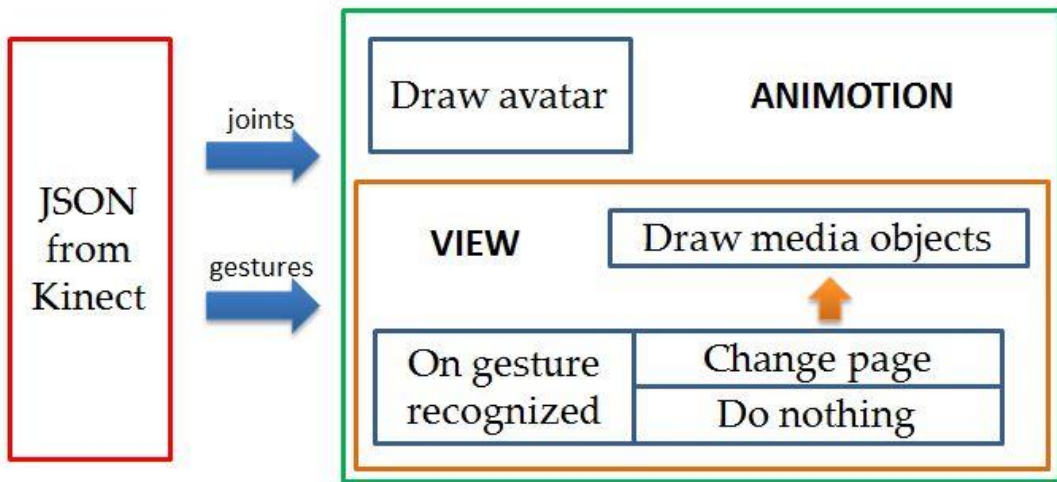 JSON
from
Kinect
joints
gestures
Draw avatar
ANIMOTION
VIEW
Draw media objects
On gesture
recognized
Change page
Do nothing